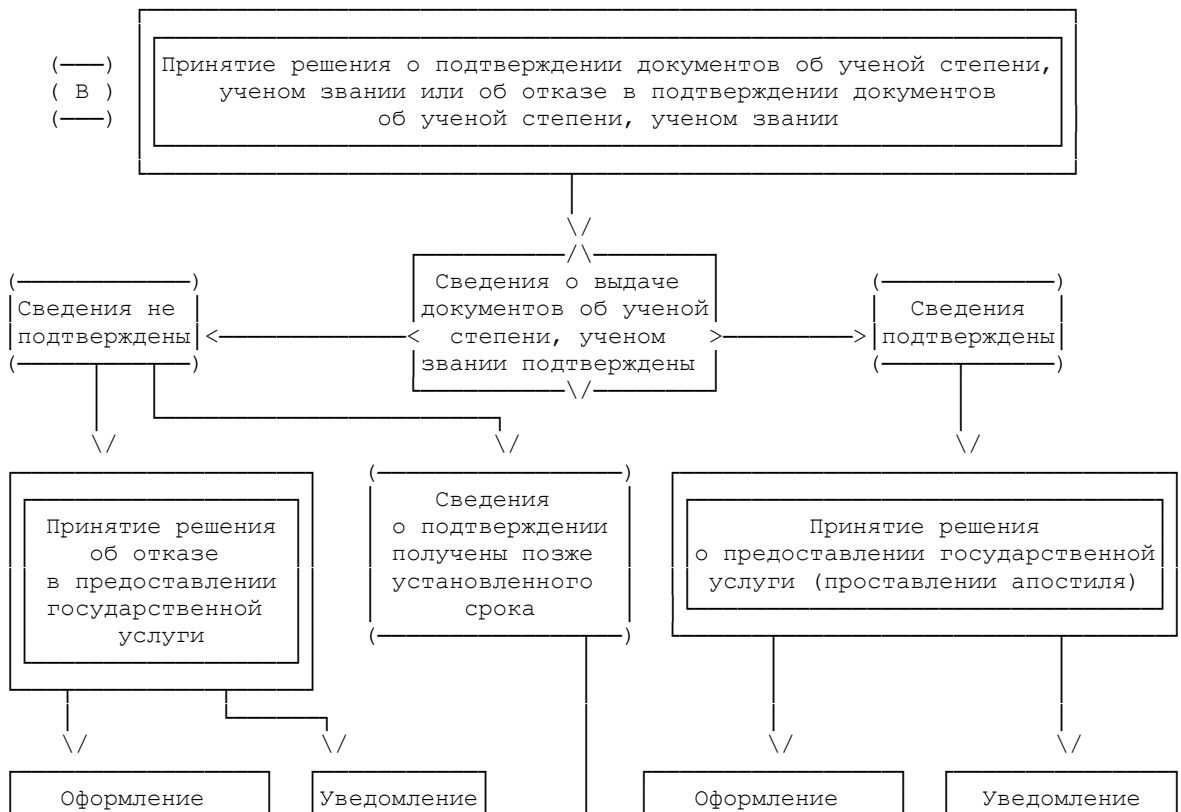 Принятие решения о подтверждении документов об ученой степени,
( В )
ученом звании или об отказе в подтверждении документов
об ученой степени, ученом звании
Сведения о выдаче
документов об ученой
степени, ученом
звании подтверждены
Сведения не
подтверждены
Сведения
подтверждены
Принятие решения
об отказе
в предоставлении
государственной
услуги
Сведения
о подтверждении
получены позже
установленного
срока
Принятие решения
о предоставлении государственной
услуги (проставлении апостиля)
Оформление
Уведомление
Оформление
Уведомление